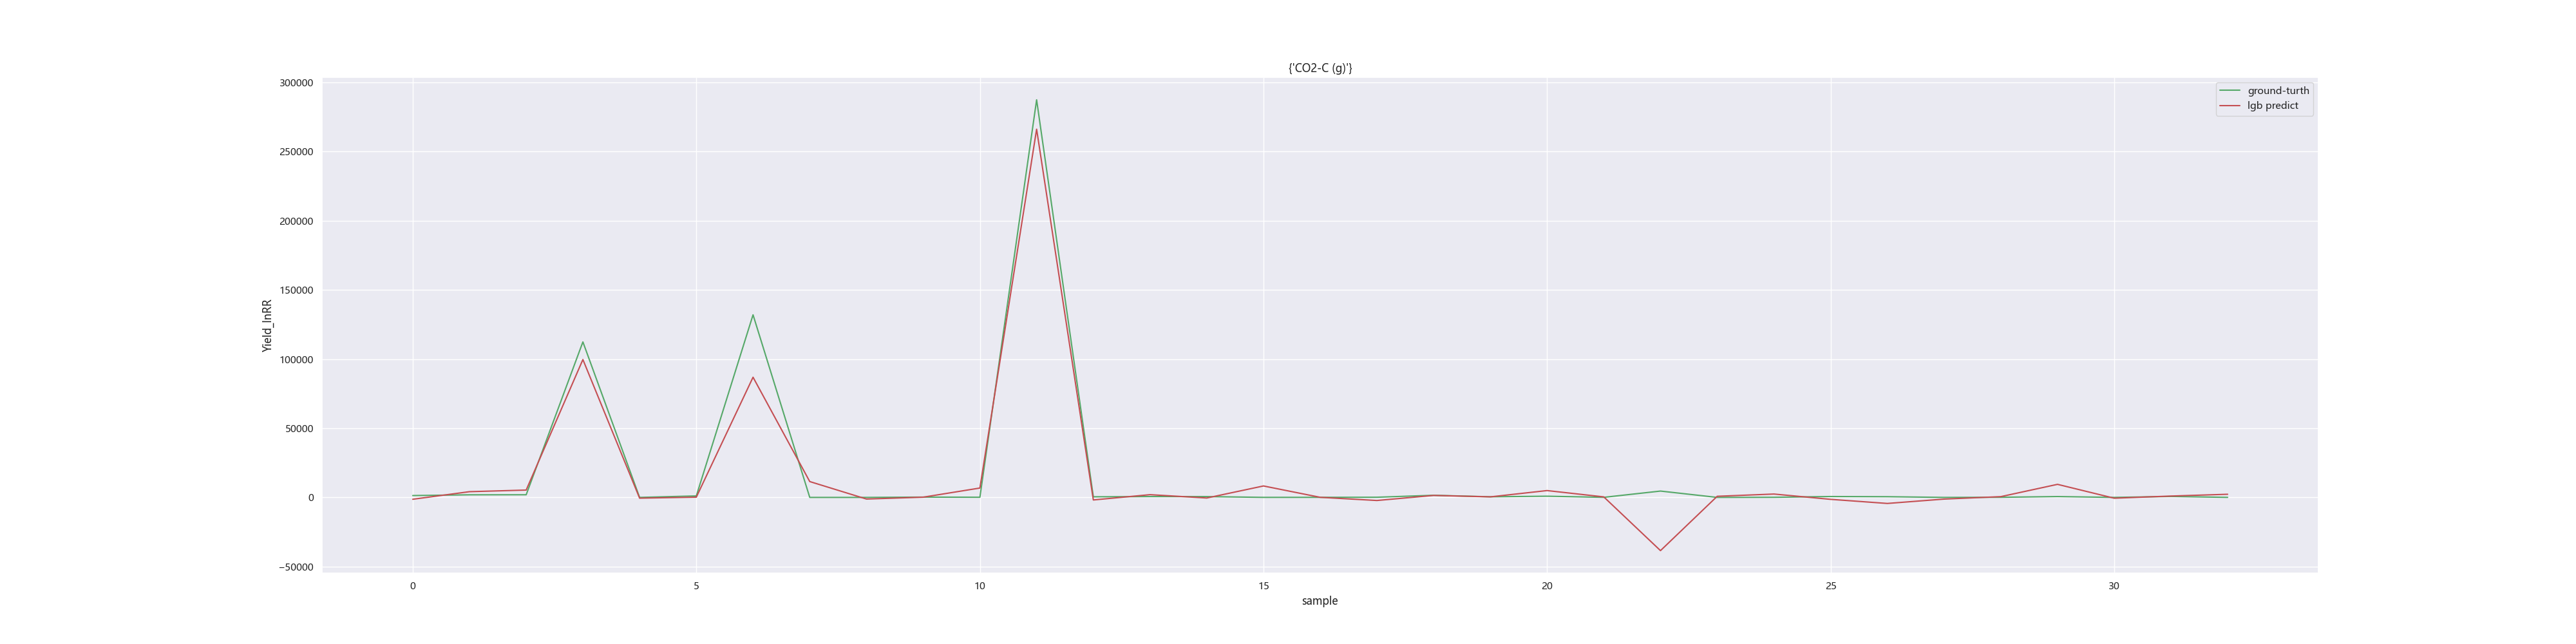 {'CO2-C (g)'}
300000
250000
200000
150000
100000
50000
0
−50000
Yield_lnRR
ground-turth
lgb predict
0 5 10 15 20 25 30
sample